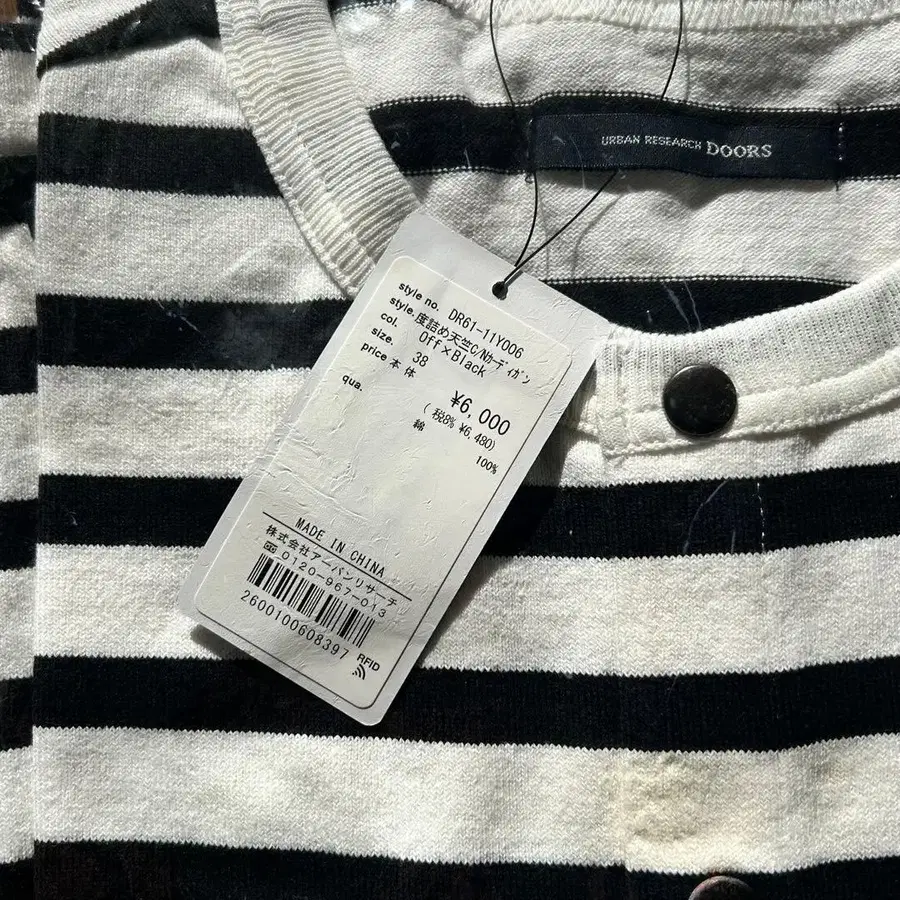 URBAN RESEARCH DOORS
style no. DR61-11Y006
style. 度詰め天竺C/Nカーディガン
col. Off×Black
size. 38
price 本体 ¥6,000
(税8% ¥6,480)
qua. 綿 100%
MADE IN CHINA
株式会社アーバンリサーチ
0120-967-013
2600100608397
RFID